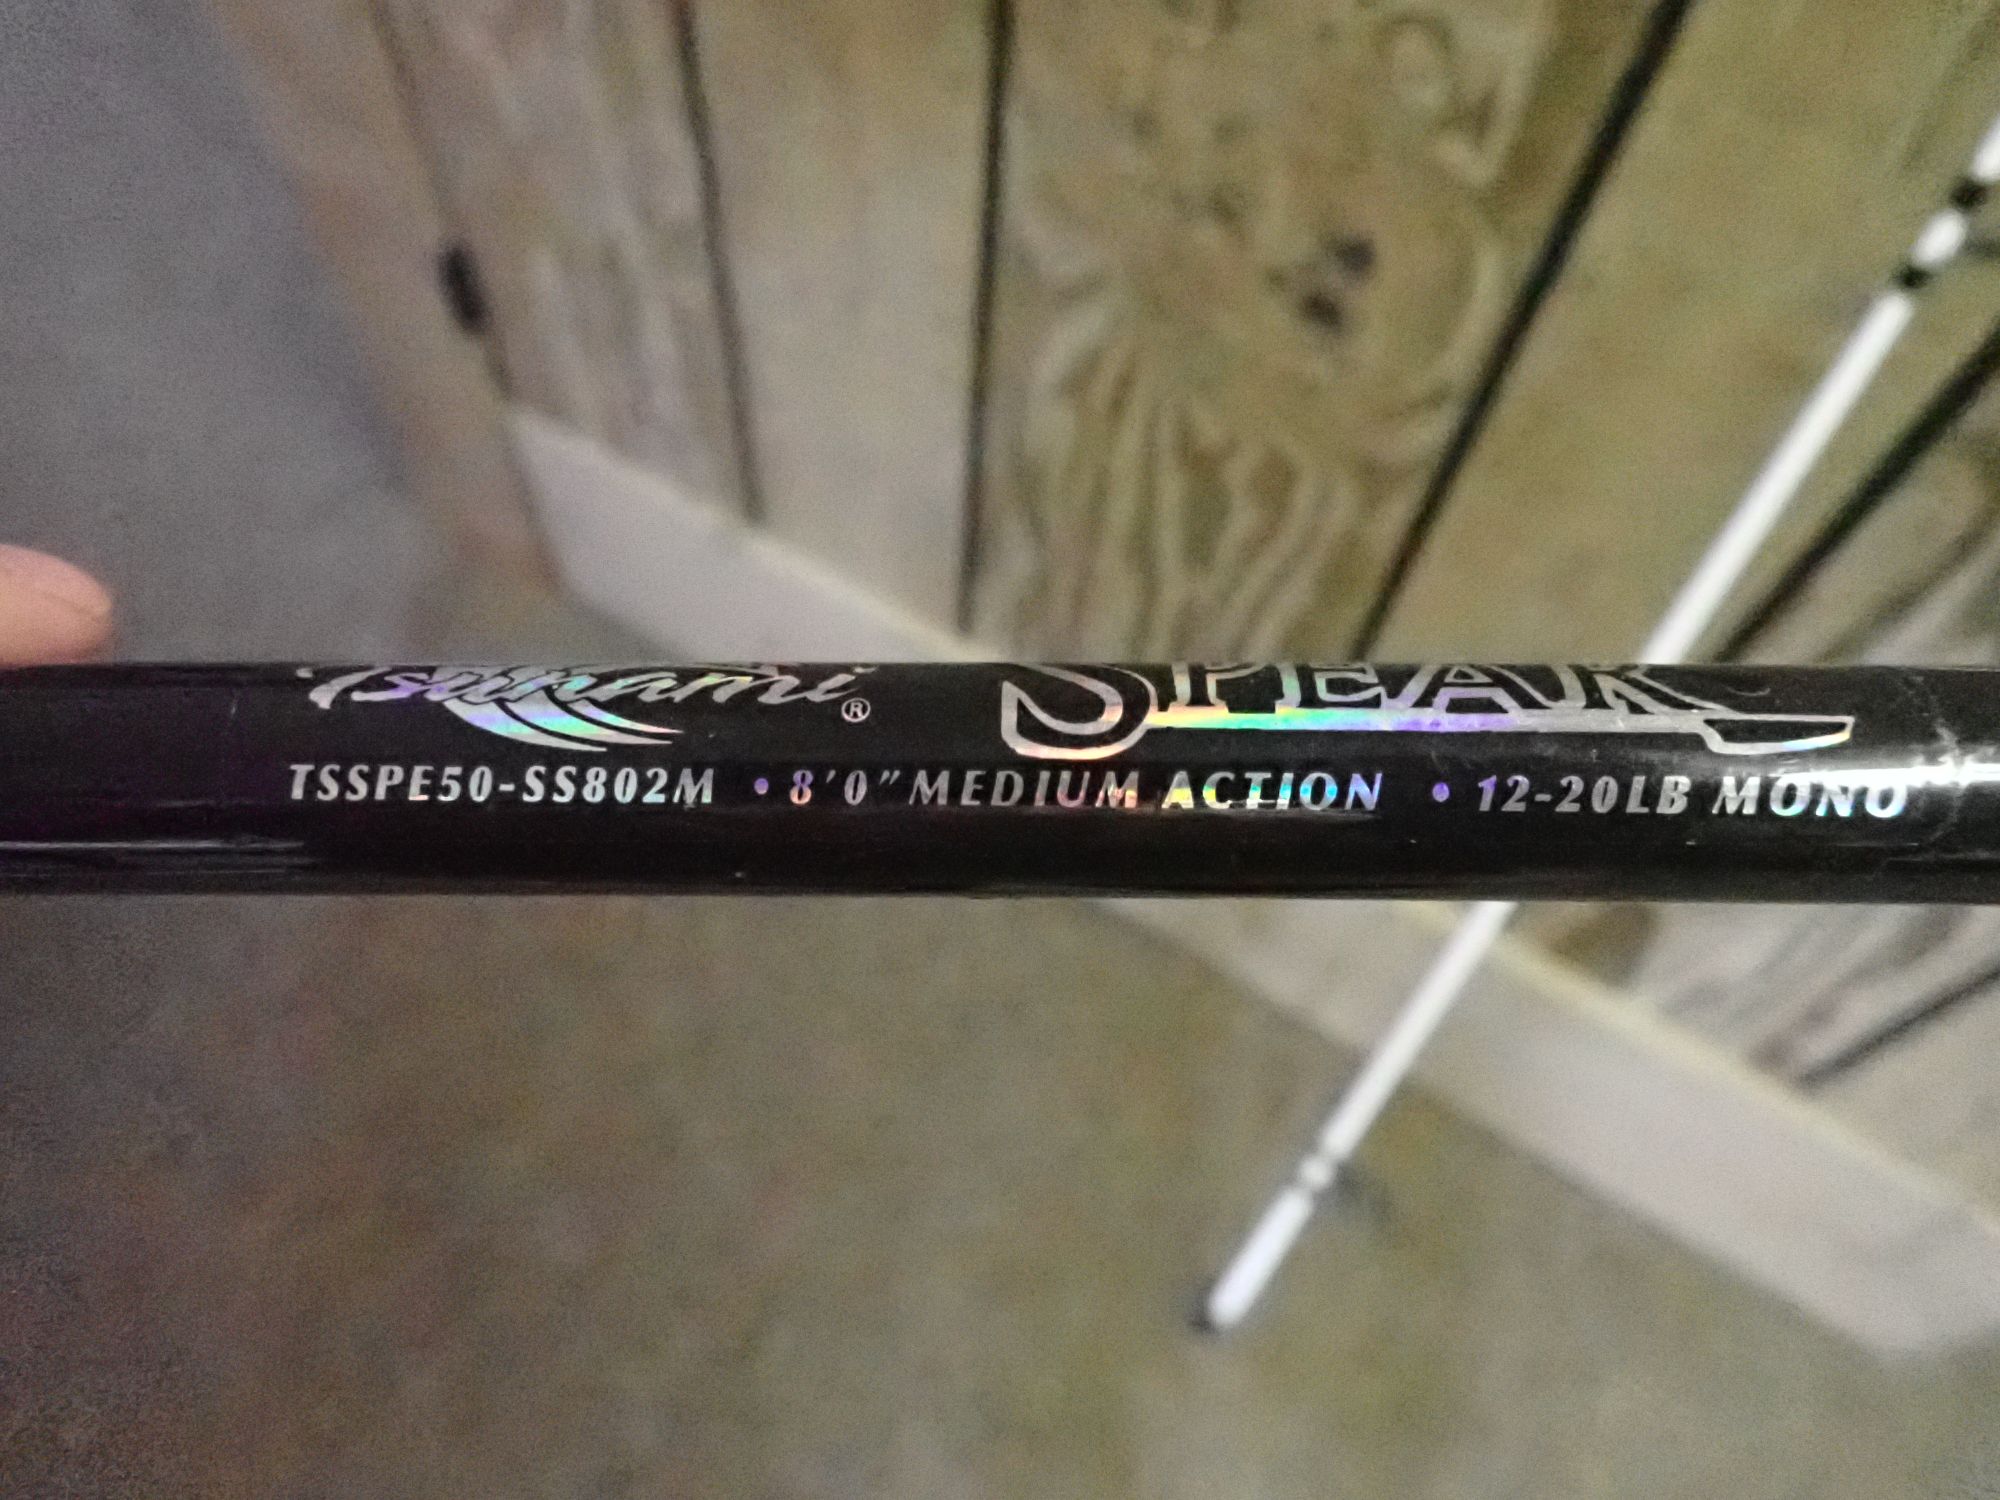 Tsunami® SPEAR
TSSPE50-SS802M • 8'0" MEDIUM ACTION • 12-20LB MONO